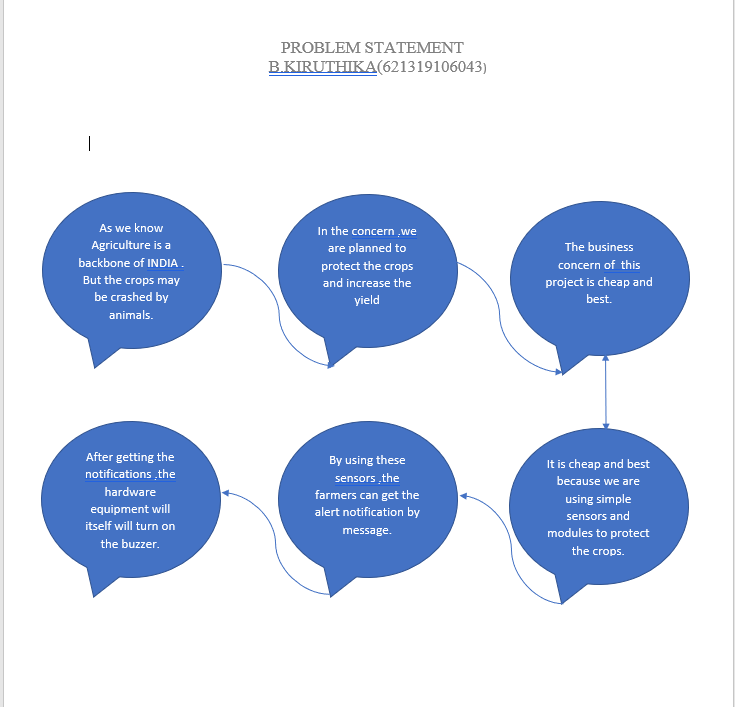 PROBLEM STATEMENT
B.KIRUTHIKA(621319106043)
As we know
Agriculture is a
backbone of INDIA .
But the crops may
be crashed by
animals.
In the concern ,we
are planned to
protect the crops
and increase the
yield
The business
concern of  this
project is cheap and
best.
It is cheap and best
because we are
using simple
sensors and
modules to protect
the crops.
By using these
sensors ,the
farmers can get the
alert notification by
message.
After getting the
notifications ,the
hardware
equipment will
itself will turn on
the buzzer.